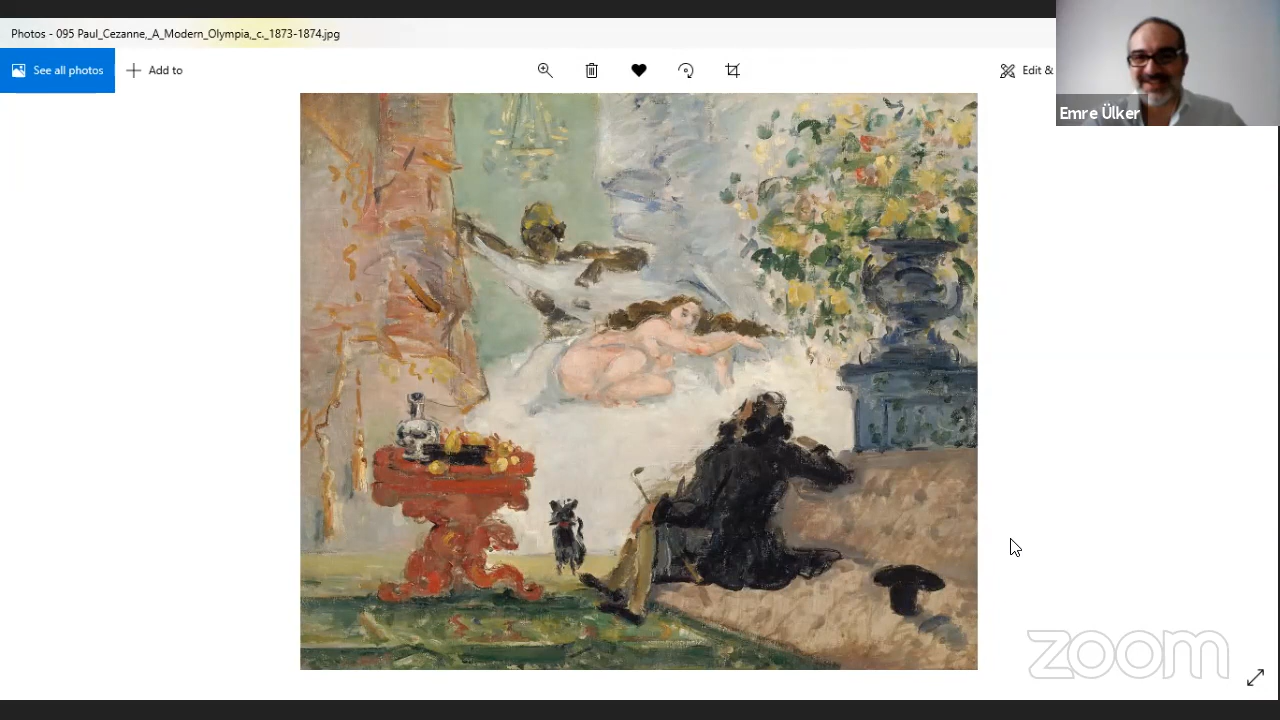 Photos - 095 Paul_Cezanne,_A_Modern_Olympia,_c._1873-1874.jpg
See all photos
Add to
Edit &
Emre Ülker
zoom